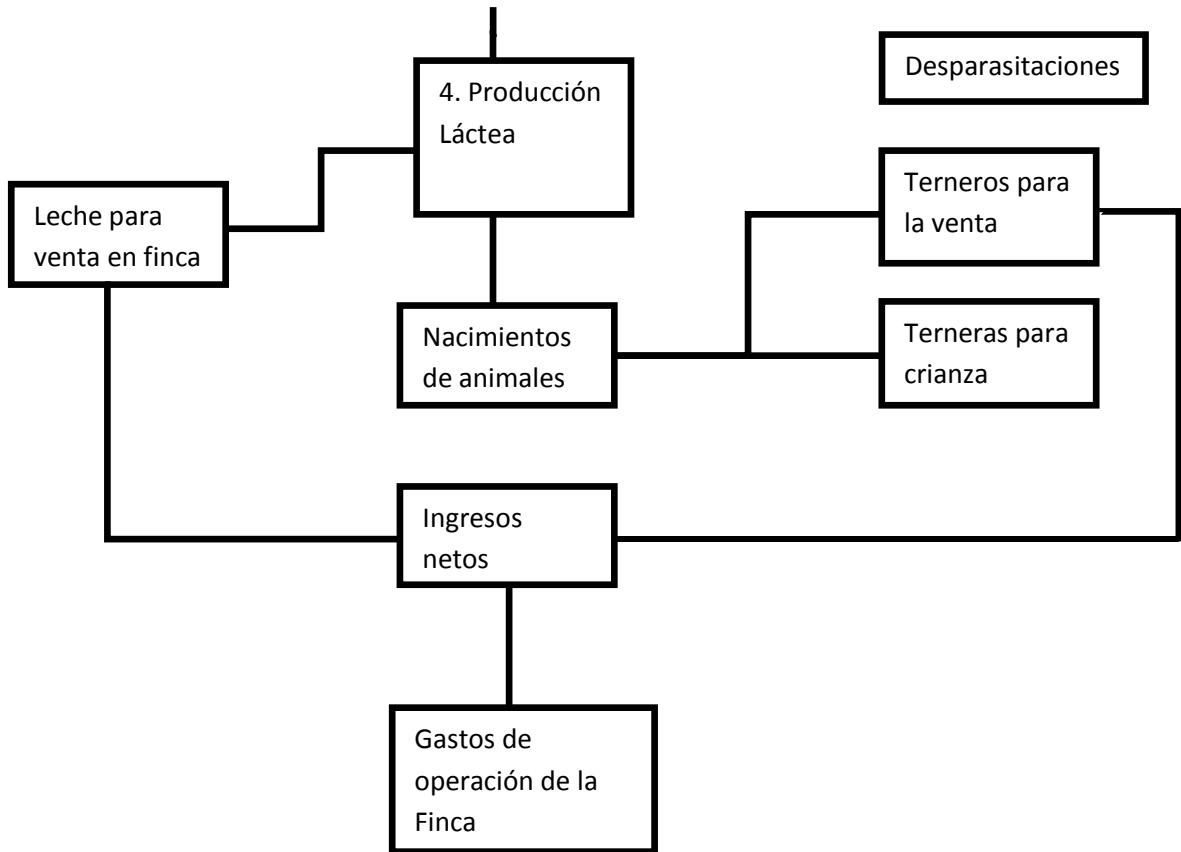 4. Producción
Láctea
Desparasitaciones
Leche para
venta en finca
Terneros para
la venta
Nacimientos
de animales
Terneras para
crianza
Ingresos
netos
Gastos de
operación de la
Finca